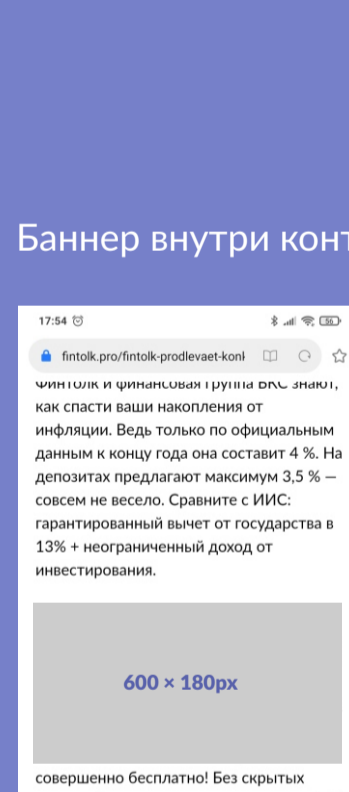 Баннер внутри конт
17:54
56
fintolk.pro/fintolk-prodlevaet-konk
Финтолк и финансовая группа БКС знают,
как спасти ваши накопления от
инфляции. Ведь только по официальным
данным к концу года она составит 4 %. На
депозитах предлагают максимум 3,5 % —
совсем не весело. Сравните с ИИС:
гарантированный вычет от государства в
13% + неограниченный доход от
инвестирования.
600 × 180px
совершенно бесплатно! Без скрытых